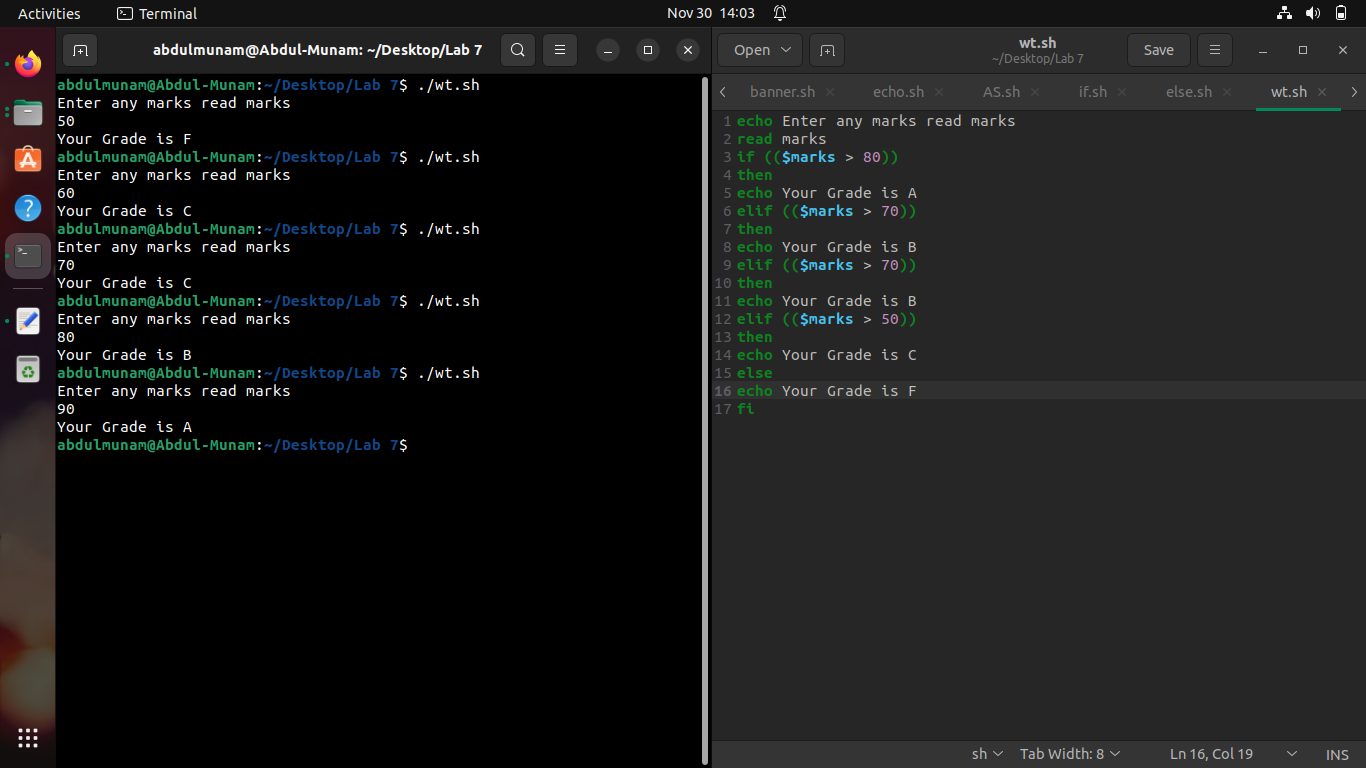 Activities Terminal Nov 30 14:03
abdulmunam@Abdul-Munam: ~/Desktop/Lab 7
abdulmunam@Abdul-Munam:~/Desktop/Lab 7$ ./wt.sh
Enter any marks read marks
50
Your Grade is F
abdulmunam@Abdul-Munam:~/Desktop/Lab 7$ ./wt.sh
Enter any marks read marks
60
Your Grade is C
abdulmunam@Abdul-Munam:~/Desktop/Lab 7$ ./wt.sh
Enter any marks read marks
70
Your Grade is C
abdulmunam@Abdul-Munam:~/Desktop/Lab 7$ ./wt.sh
Enter any marks read marks
80
Your Grade is B
abdulmunam@Abdul-Munam:~/Desktop/Lab 7$ ./wt.sh
Enter any marks read marks
90
Your Grade is A
abdulmunam@Abdul-Munam:~/Desktop/Lab 7$
Open wt.sh Save
~/Desktop/Lab 7
banner.sh echo.sh AS.sh if.sh else.sh wt.sh
1 echo Enter any marks read marks
2 read marks
3 if (($marks > 80))
4 then
5 echo Your Grade is A
6 elif (($marks > 70))
7 then
8 echo Your Grade is B
9 elif (($marks > 70))
10 then
11 echo Your Grade is B
12 elif (($marks > 50))
13 then
14 echo Your Grade is C
15 else
16 echo Your Grade is F
17 fi
sh Tab Width: 8 Ln 16, Col 19 INS